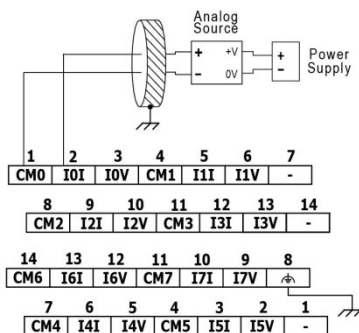 Analog
Source
+ +V + Power
- 0V - Supply
1 2 3 4 5 6 7
CM0 I0I I0V CM1 I1I I1V -
8 9 10 11 12 13 14
CM2 I2I I2V CM3 I3I I3V -
14 13 12 11 10 9 8
CM6 I6I I6V CM7 I7I I7V
7 6 5 4 3 2 1
CM4 I4I I4V CM5 I5I I5V -